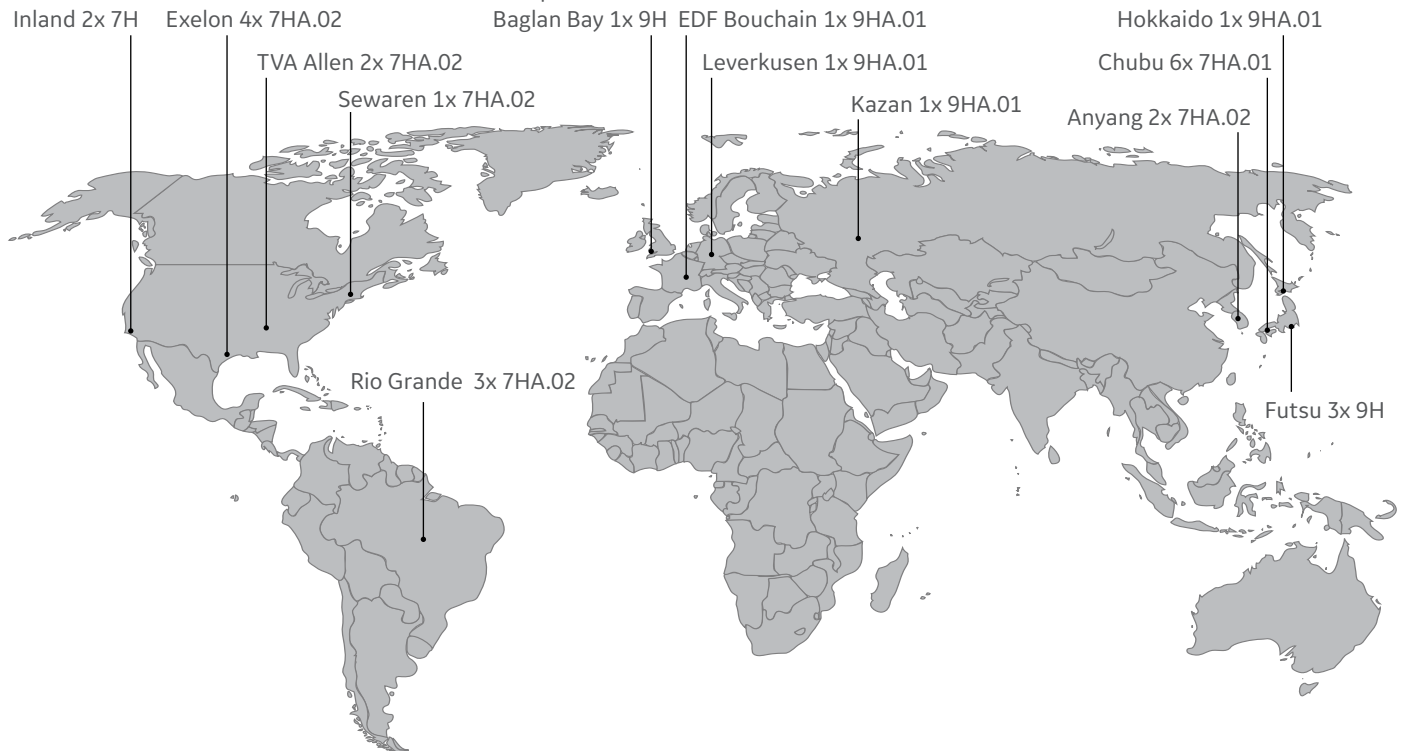 Inland 2x 7H
Exelon 4x 7HA.02
Baglan Bay 1x 9H
EDF Bouchain 1x 9HA.01
Hokkaido 1x 9HA.01
TVA Allen 2x 7HA.02
Leverkusen 1x 9HA.01
Chubu 6x 7HA.01
Sewaren 1x 7HA.02
Kazan 1x 9HA.01
Anyang 2x 7HA.02
Rio Grande 3x 7HA.02
Futsu 3x 9H